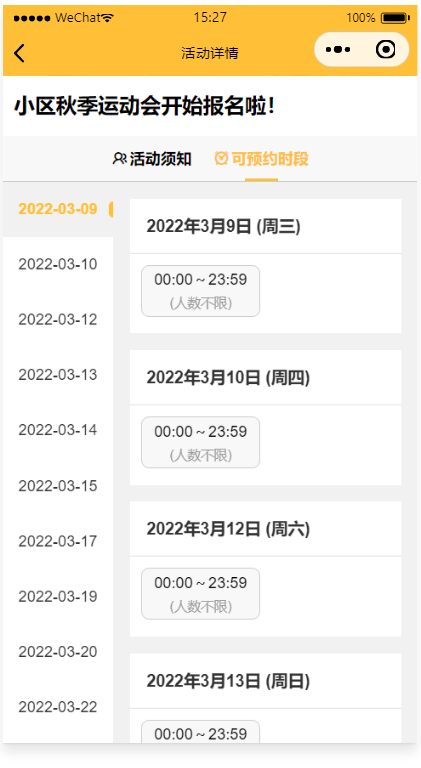 WeChat 15:27 100%
活动详情
小区秋季运动会开始报名啦！
活动须知 可预约时段
2022-03-09
2022-03-10
2022-03-12
2022-03-13
2022-03-14
2022-03-15
2022-03-17
2022-03-19
2022-03-20
2022-03-22
2022年3月9日 (周三)
00:00 ~ 23:59
(人数不限)
2022年3月10日 (周四)
00:00 ~ 23:59
(人数不限)
2022年3月12日 (周六)
00:00 ~ 23:59
(人数不限)
2022年3月13日 (周日)
00:00 ~ 23:59